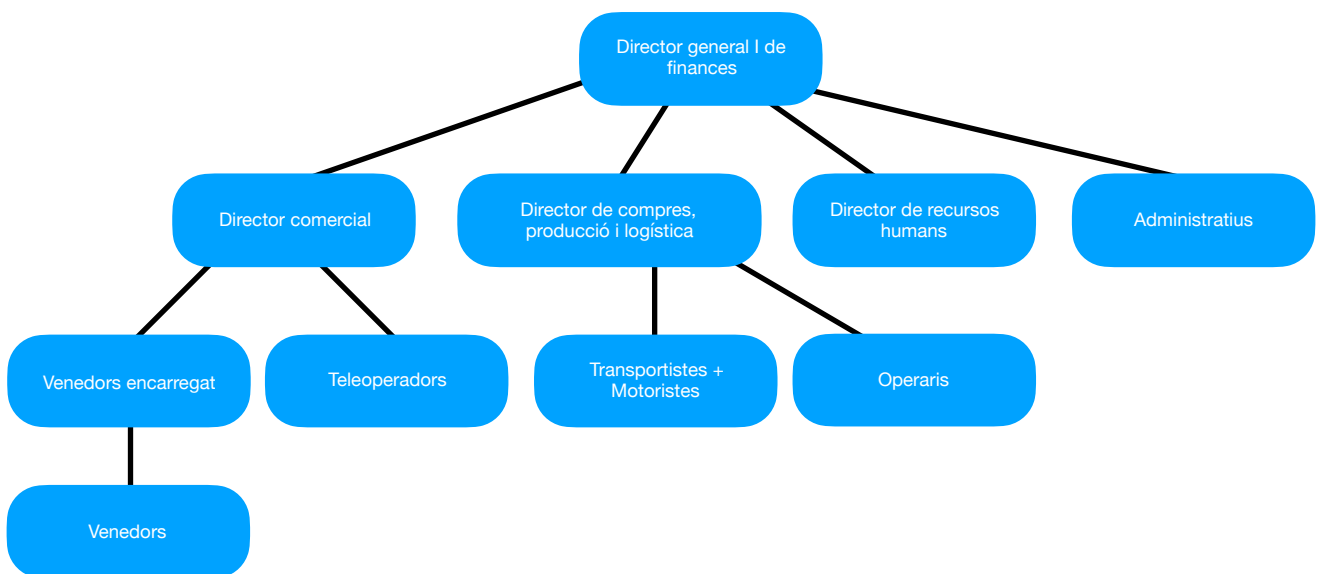 Director general I de
finances
Director comercial
Director de compres,
producció i logística
Director de recursos
humans
Administratius
Venedors encarregat
Teleoperadors
Transportistes +
Motoristes
Operaris
Venedors